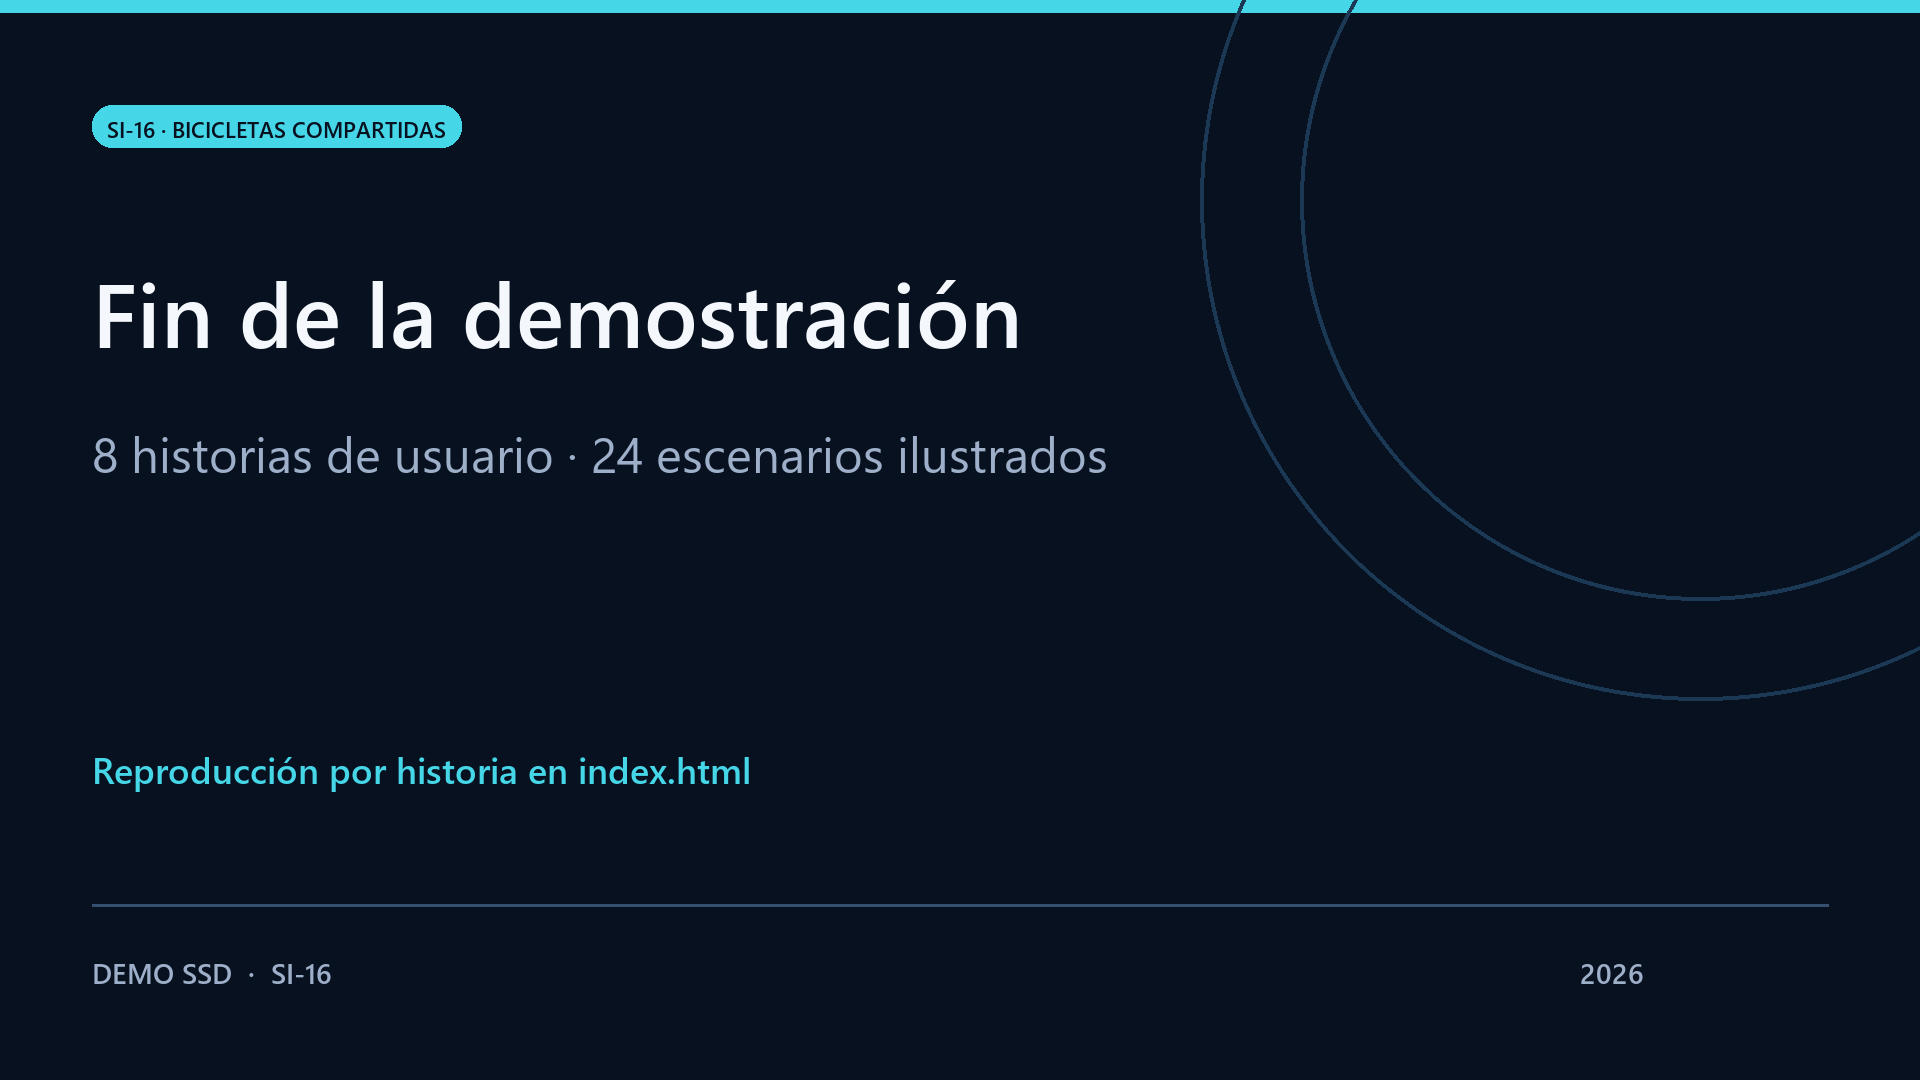 SI-16 · BICICLETAS COMPARTIDAS
Fin de la demostración
8 historias de usuario · 24 escenarios ilustrados
Reproducción por historia en index.html
DEMO SSD · SI-16
2026